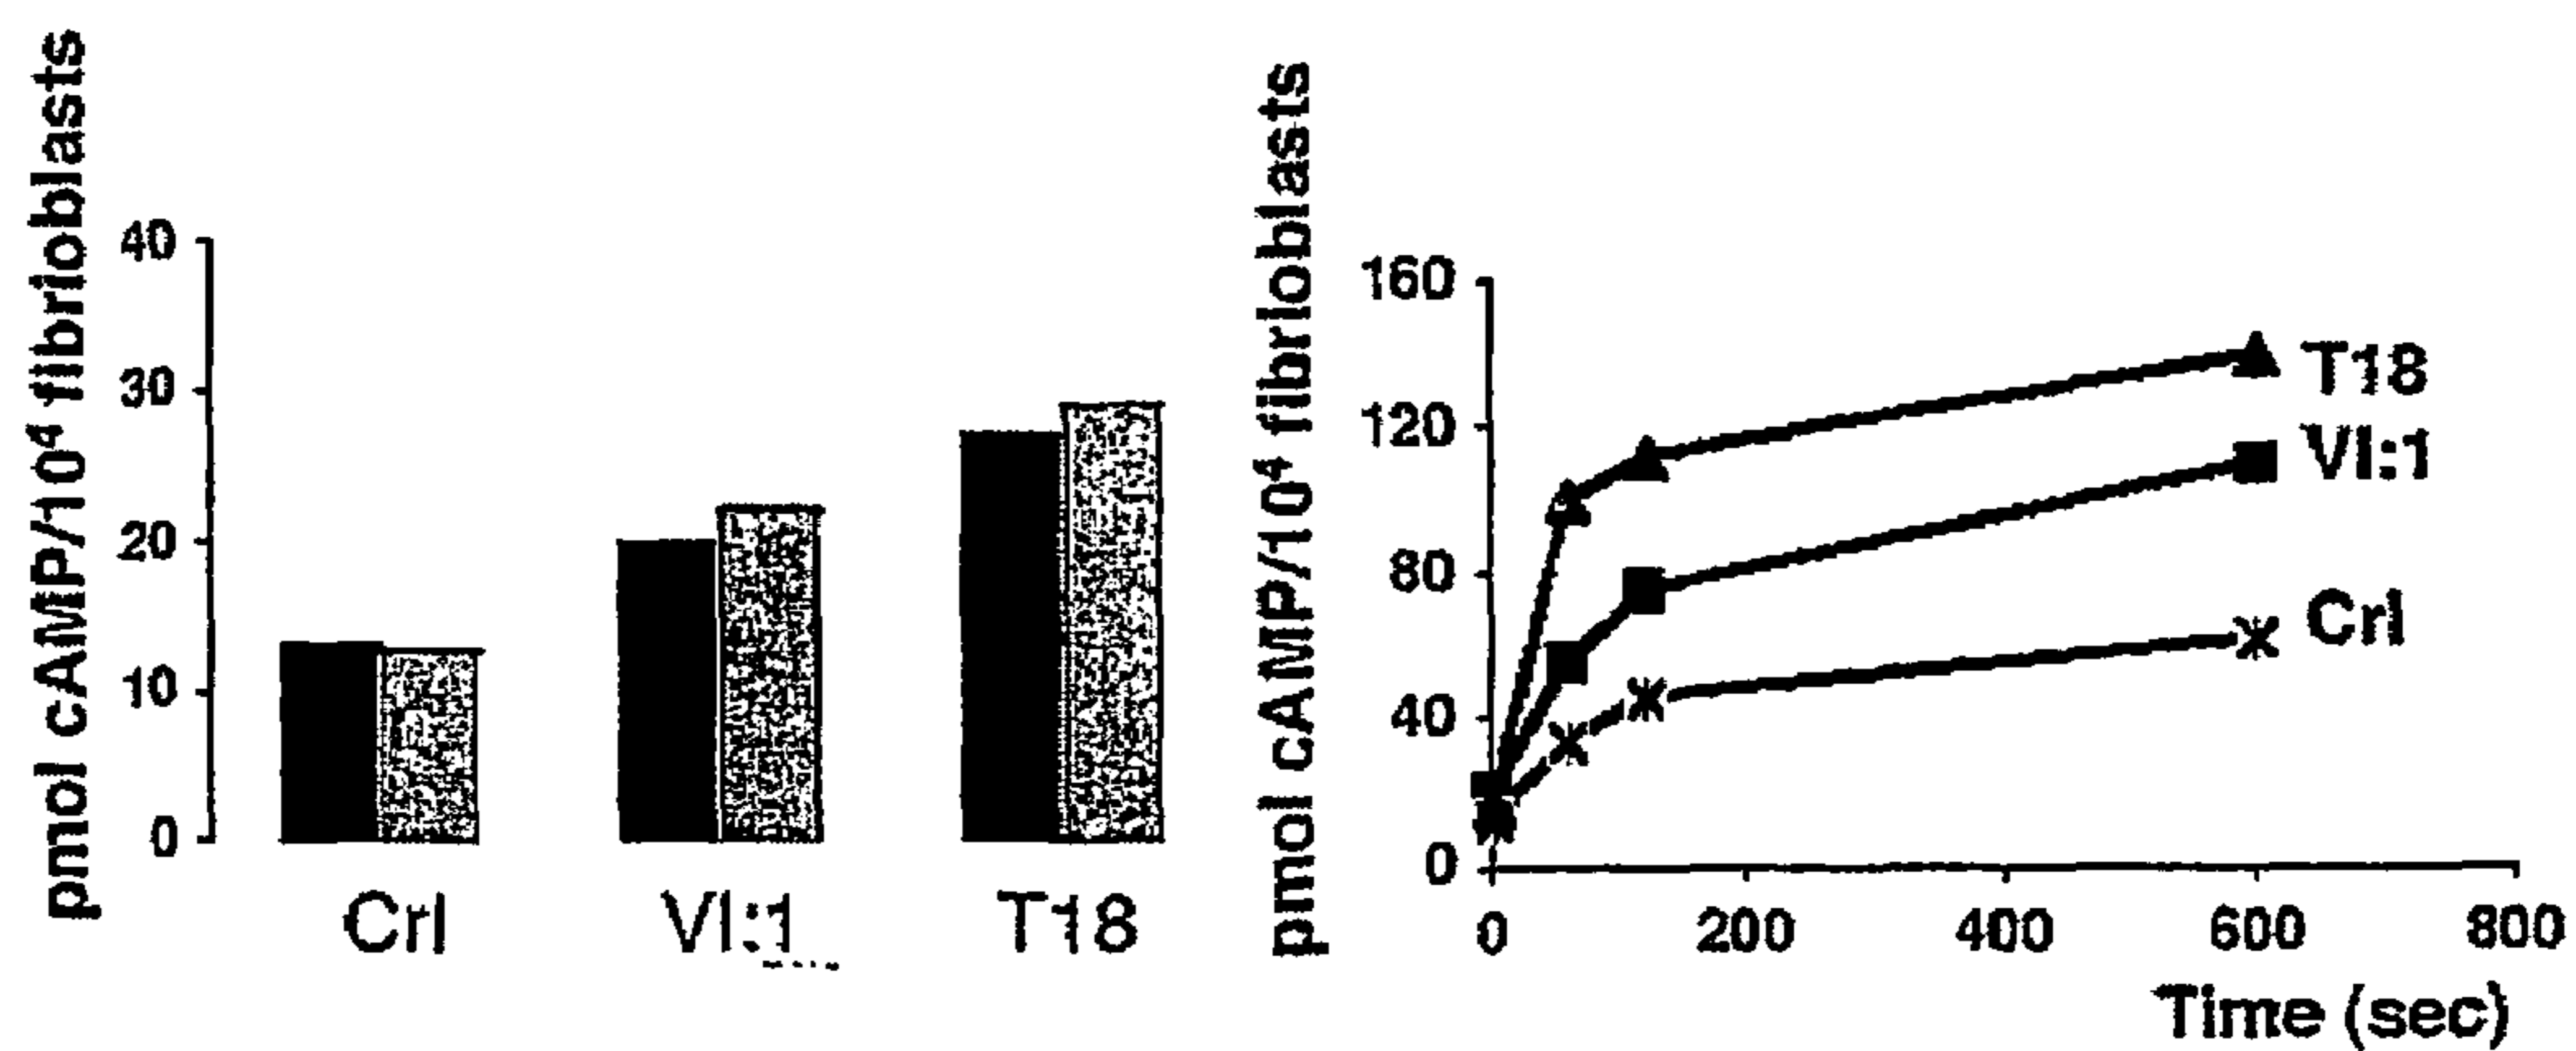 pmol cAMP/10⁴ fibrioblasts
40
30
20
10
0
Crl
VI:1
T18
pmol cAMP/10⁴ fibrioblasts
160
120
80
40
0
T18
VI:1
Crl
0 200 400 600 800
Time (sec)